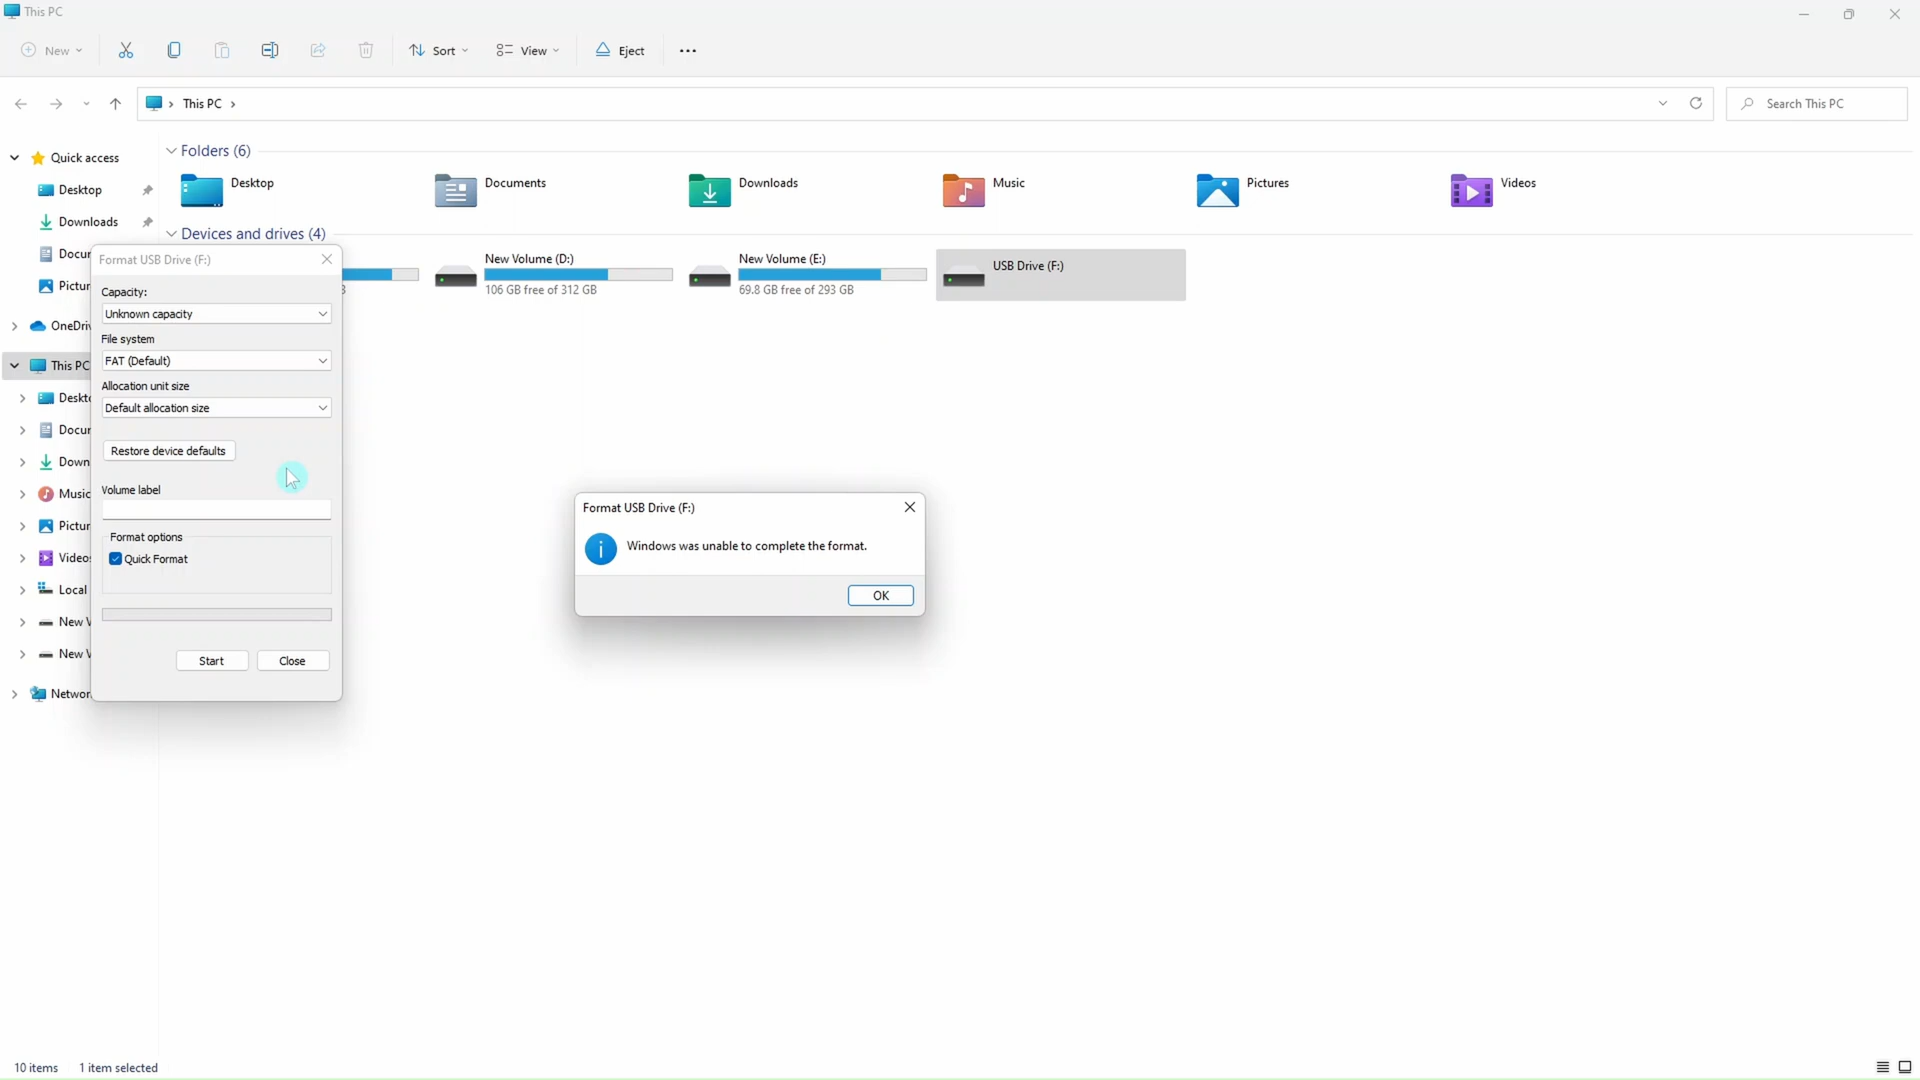 This PC
New
Sort
View
Eject
This PC
Search This PC
Quick access
Desktop
Downloads
Docur
Pictur
OneDriv
This PC
Deskto
Docur
Down
Music
Pictur
Videos
Local
New V
New V
Networ
Folders (6)
Desktop
Documents
Downloads
Music
Pictures
Videos
Devices and drives (4)
New Volume (D:)
106 GB free of 312 GB
New Volume (E:)
69.8 GB free of 293 GB
USB Drive (F:)
Format USB Drive (F:)
Capacity:
Unknown capacity
File system
FAT (Default)
Allocation unit size
Default allocation size
Restore device defaults
Volume label
Format options
Quick Format
Start
Close
Format USB Drive (F:)
Windows was unable to complete the format.
OK
10 items
1 item selected